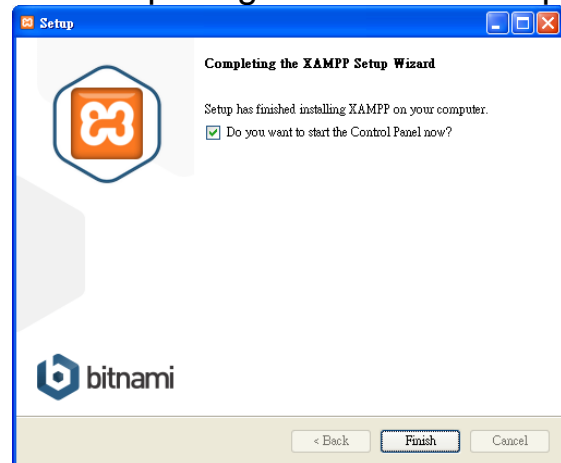 Setup
Completing the XAMPP Setup Wizard
Setup has finished installing XAMPP on your computer.
Do you want to start the Control Panel now?
bitnami
< Back
Finish
Cancel